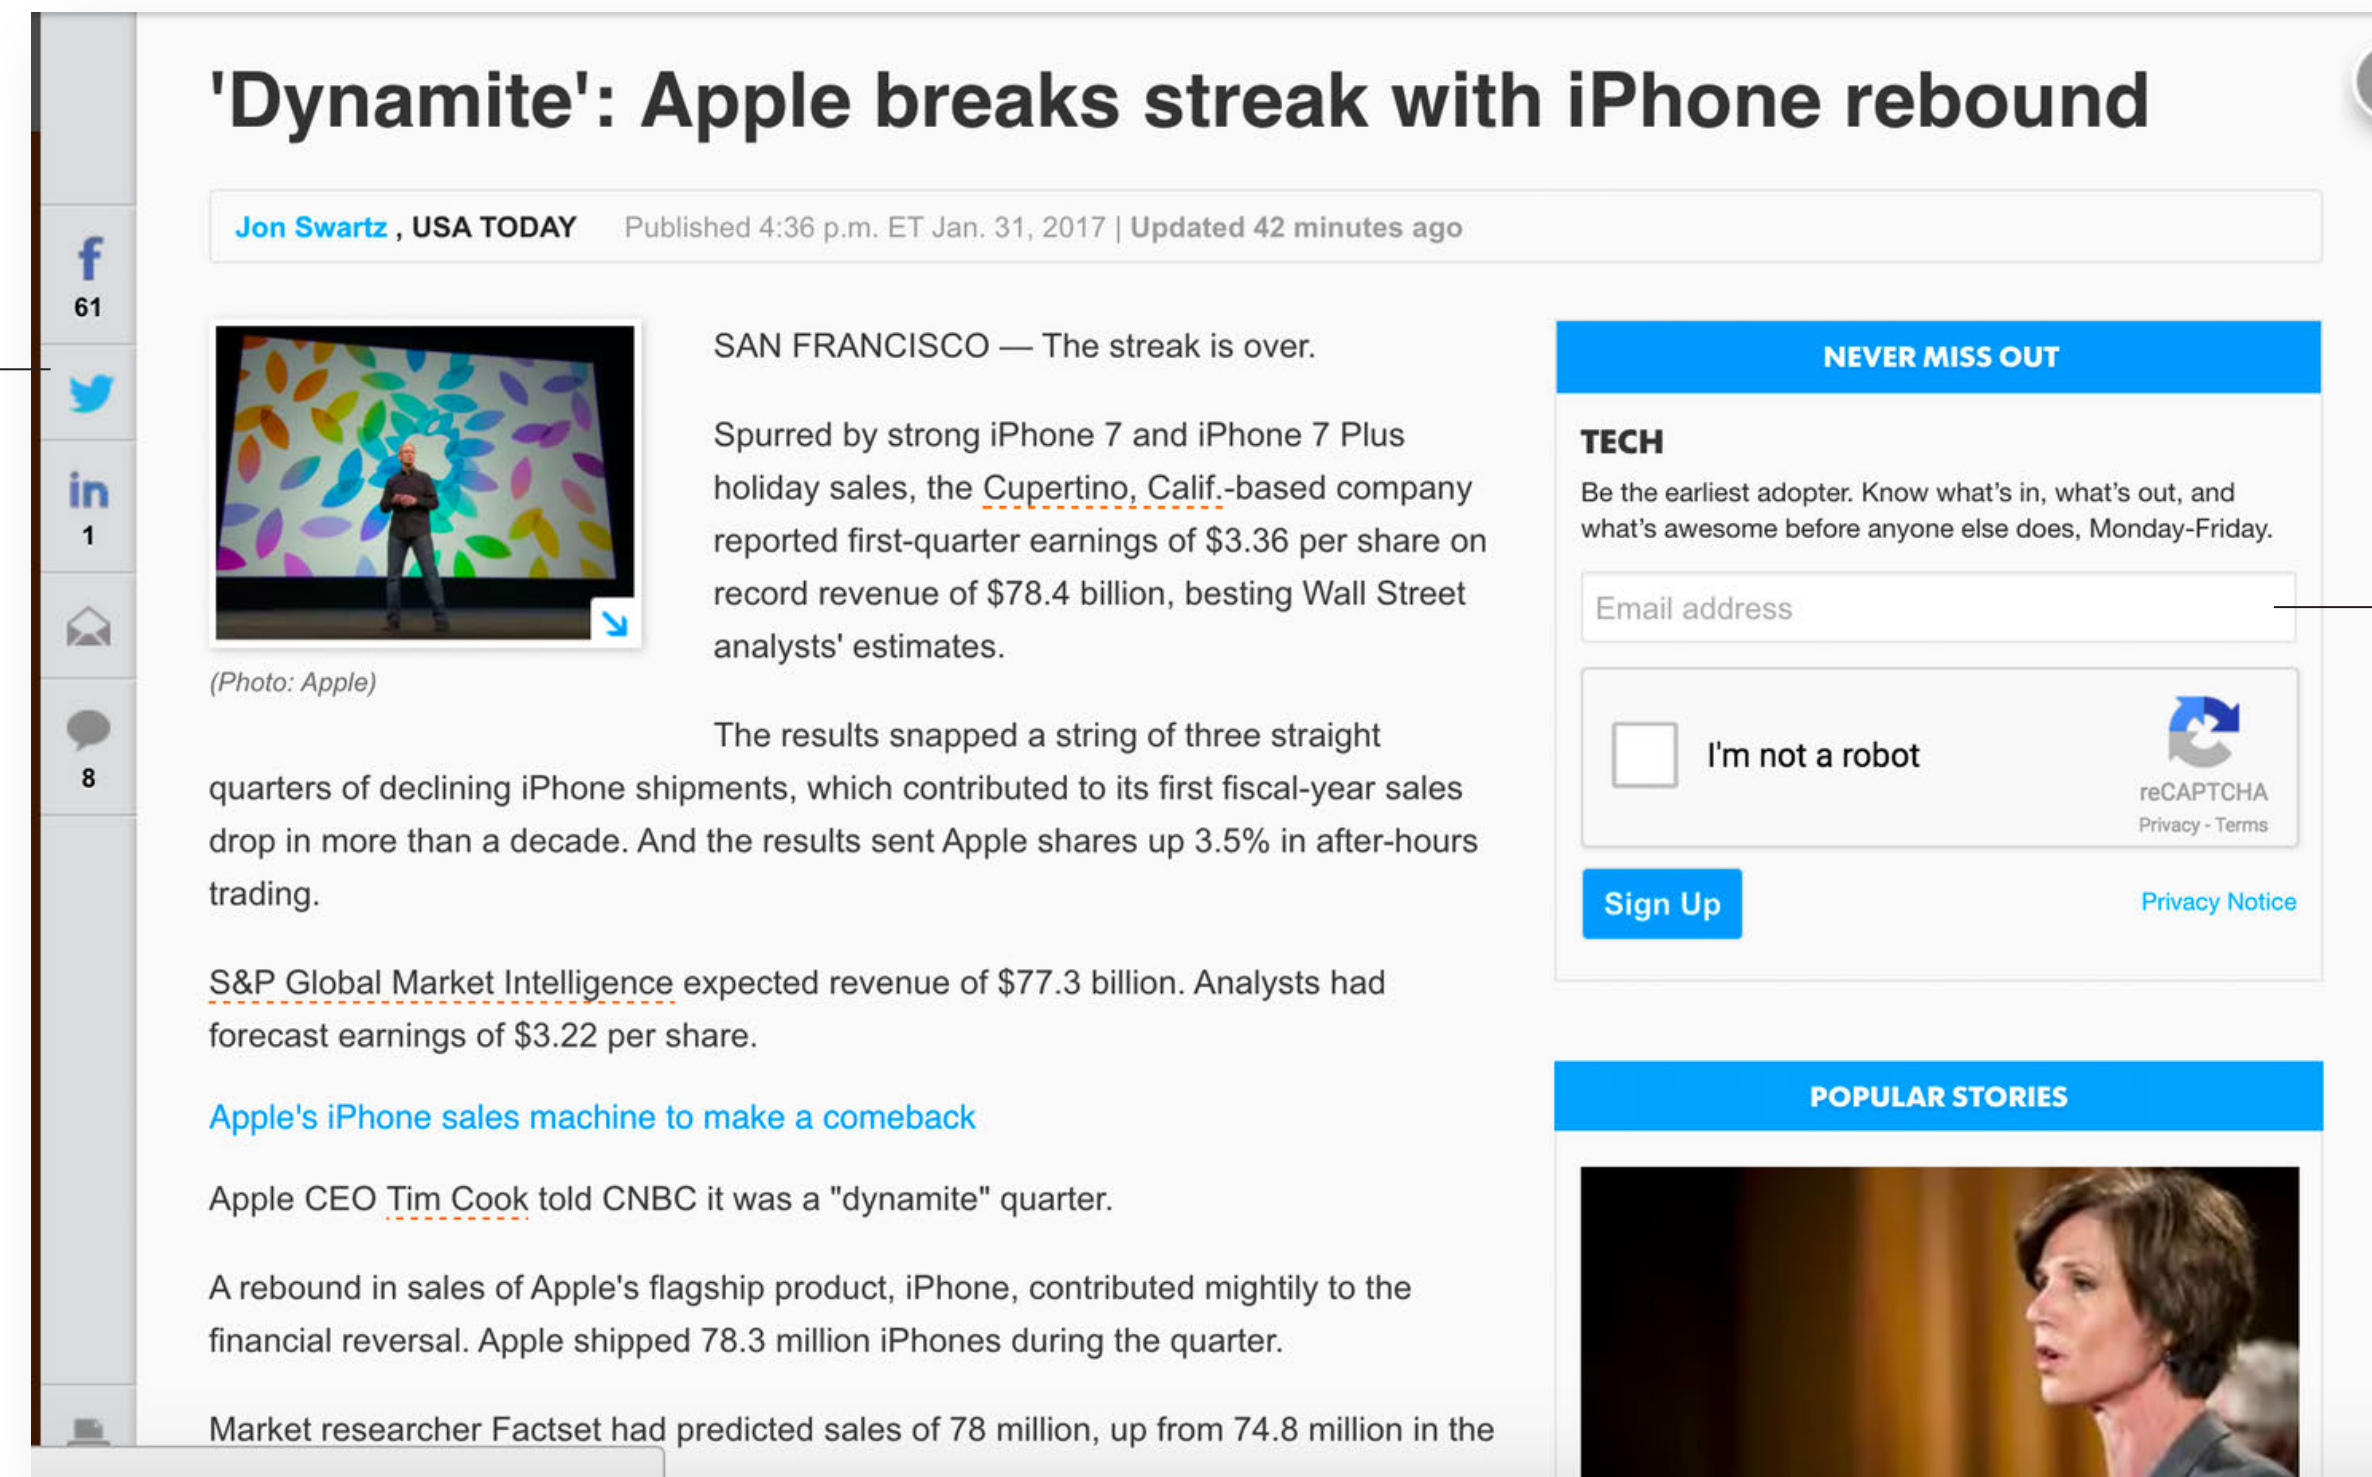 'Dynamite': Apple breaks streak with iPhone rebound
Jon Swartz , USA TODAY Published 4:36 p.m. ET Jan. 31, 2017 | Updated 42 minutes ago
f
61
in
1
8
(Photo: Apple)
SAN FRANCISCO — The streak is over.
Spurred by strong iPhone 7 and iPhone 7 Plus
holiday sales, the Cupertino, Calif.-based company
reported first-quarter earnings of $3.36 per share on
record revenue of $78.4 billion, besting Wall Street
analysts' estimates.
The results snapped a string of three straight
quarters of declining iPhone shipments, which contributed to its first fiscal-year sales
drop in more than a decade. And the results sent Apple shares up 3.5% in after-hours
trading.
S&P Global Market Intelligence expected revenue of $77.3 billion. Analysts had
forecast earnings of $3.22 per share.
Apple's iPhone sales machine to make a comeback
Apple CEO Tim Cook told CNBC it was a "dynamite" quarter.
A rebound in sales of Apple's flagship product, iPhone, contributed mightily to the
financial reversal. Apple shipped 78.3 million iPhones during the quarter.
Market researcher Factset had predicted sales of 78 million, up from 74.8 million in the
NEVER MISS OUT
TECH
Be the earliest adopter. Know what's in, what's out, and
what's awesome before anyone else does, Monday-Friday.
Email address
I'm not a robot
reCAPTCHA
Privacy - Terms
Sign Up
Privacy Notice
POPULAR STORIES